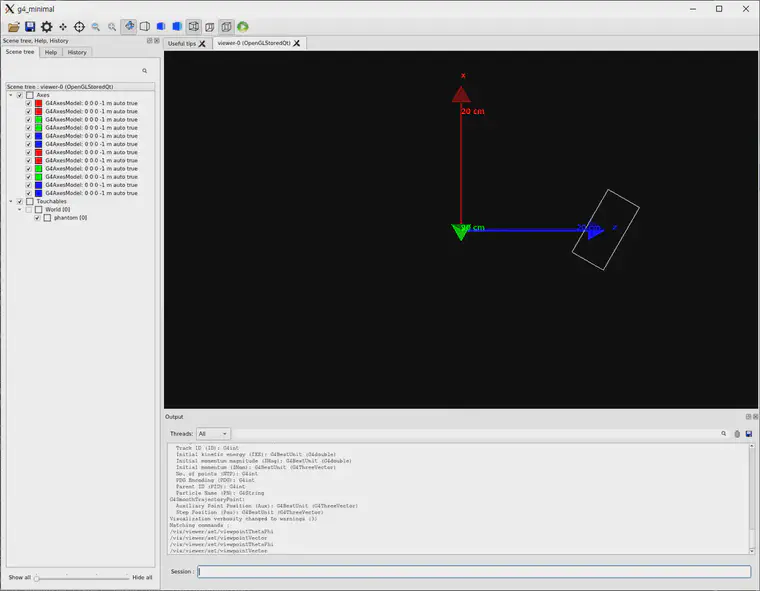 g4_minimal
Scene tree, Help, History
Scene tree
Help
History
Scene tree : viewer-0 (OpenGLStoredQt)
Axes
G4AxesModel: 0 0 0 -1 m auto true
G4AxesModel: 0 0 0 -1 m auto true
G4AxesModel: 0 0 0 -1 m auto true
G4AxesModel: 0 0 0 -1 m auto true
G4AxesModel: 0 0 0 -1 m auto true
G4AxesModel: 0 0 0 -1 m auto true
G4AxesModel: 0 0 0 -1 m auto true
G4AxesModel: 0 0 0 -1 m auto true
G4AxesModel: 0 0 0 -1 m auto true
G4AxesModel: 0 0 0 -1 m auto true
G4AxesModel: 0 0 0 -1 m auto true
G4AxesModel: 0 0 0 -1 m auto true
Touchables
World [0]
phantom [0]
Show all
Hide all
Useful tips
viewer-0 (OpenGLStoredQt)
x
20 cm
20 cm
20 cm
z
Output
Threads:
All
Track ID (ID): G4int
Initial kinetic energy (IKE): G4BestUnit (G4double)
Initial momentum magnitude (IMag): G4BestUnit (G4double)
Initial momentum (IMom): G4BestUnit (G4ThreeVector)
No. of points (NTP): G4int
PDG Encoding (PDG): G4int
Parent ID (PID): G4int
Particle Name (PN): G4String
G4SmoothTrajectoryPoint:
Auxiliary Point Position (Aux): G4BestUnit (G4ThreeVector)
Step Position (Pos): G4BestUnit (G4ThreeVector)
Visualization verbosity changed to warnings (3)
Matching commands :
/vis/viewer/set/viewpointThetaPhi
/vis/viewer/set/viewpointVector
/vis/viewer/set/viewpointThetaPhi
/vis/viewer/set/viewpointVector
Session :